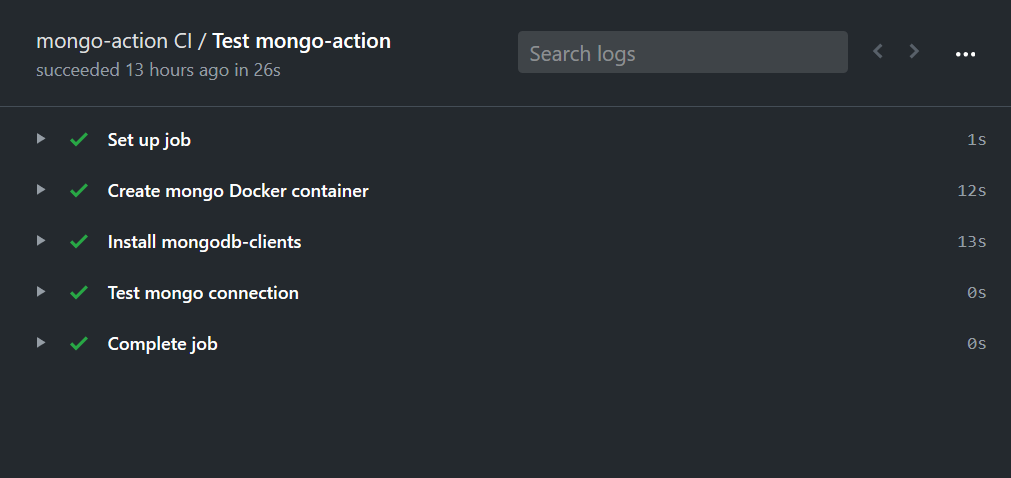 mongo-action CI / Test mongo-action
succeeded 13 hours ago in 26s
Search logs
Set up job 1s
Create mongo Docker container 12s
Install mongodb-clients 13s
Test mongo connection 0s
Complete job 0s